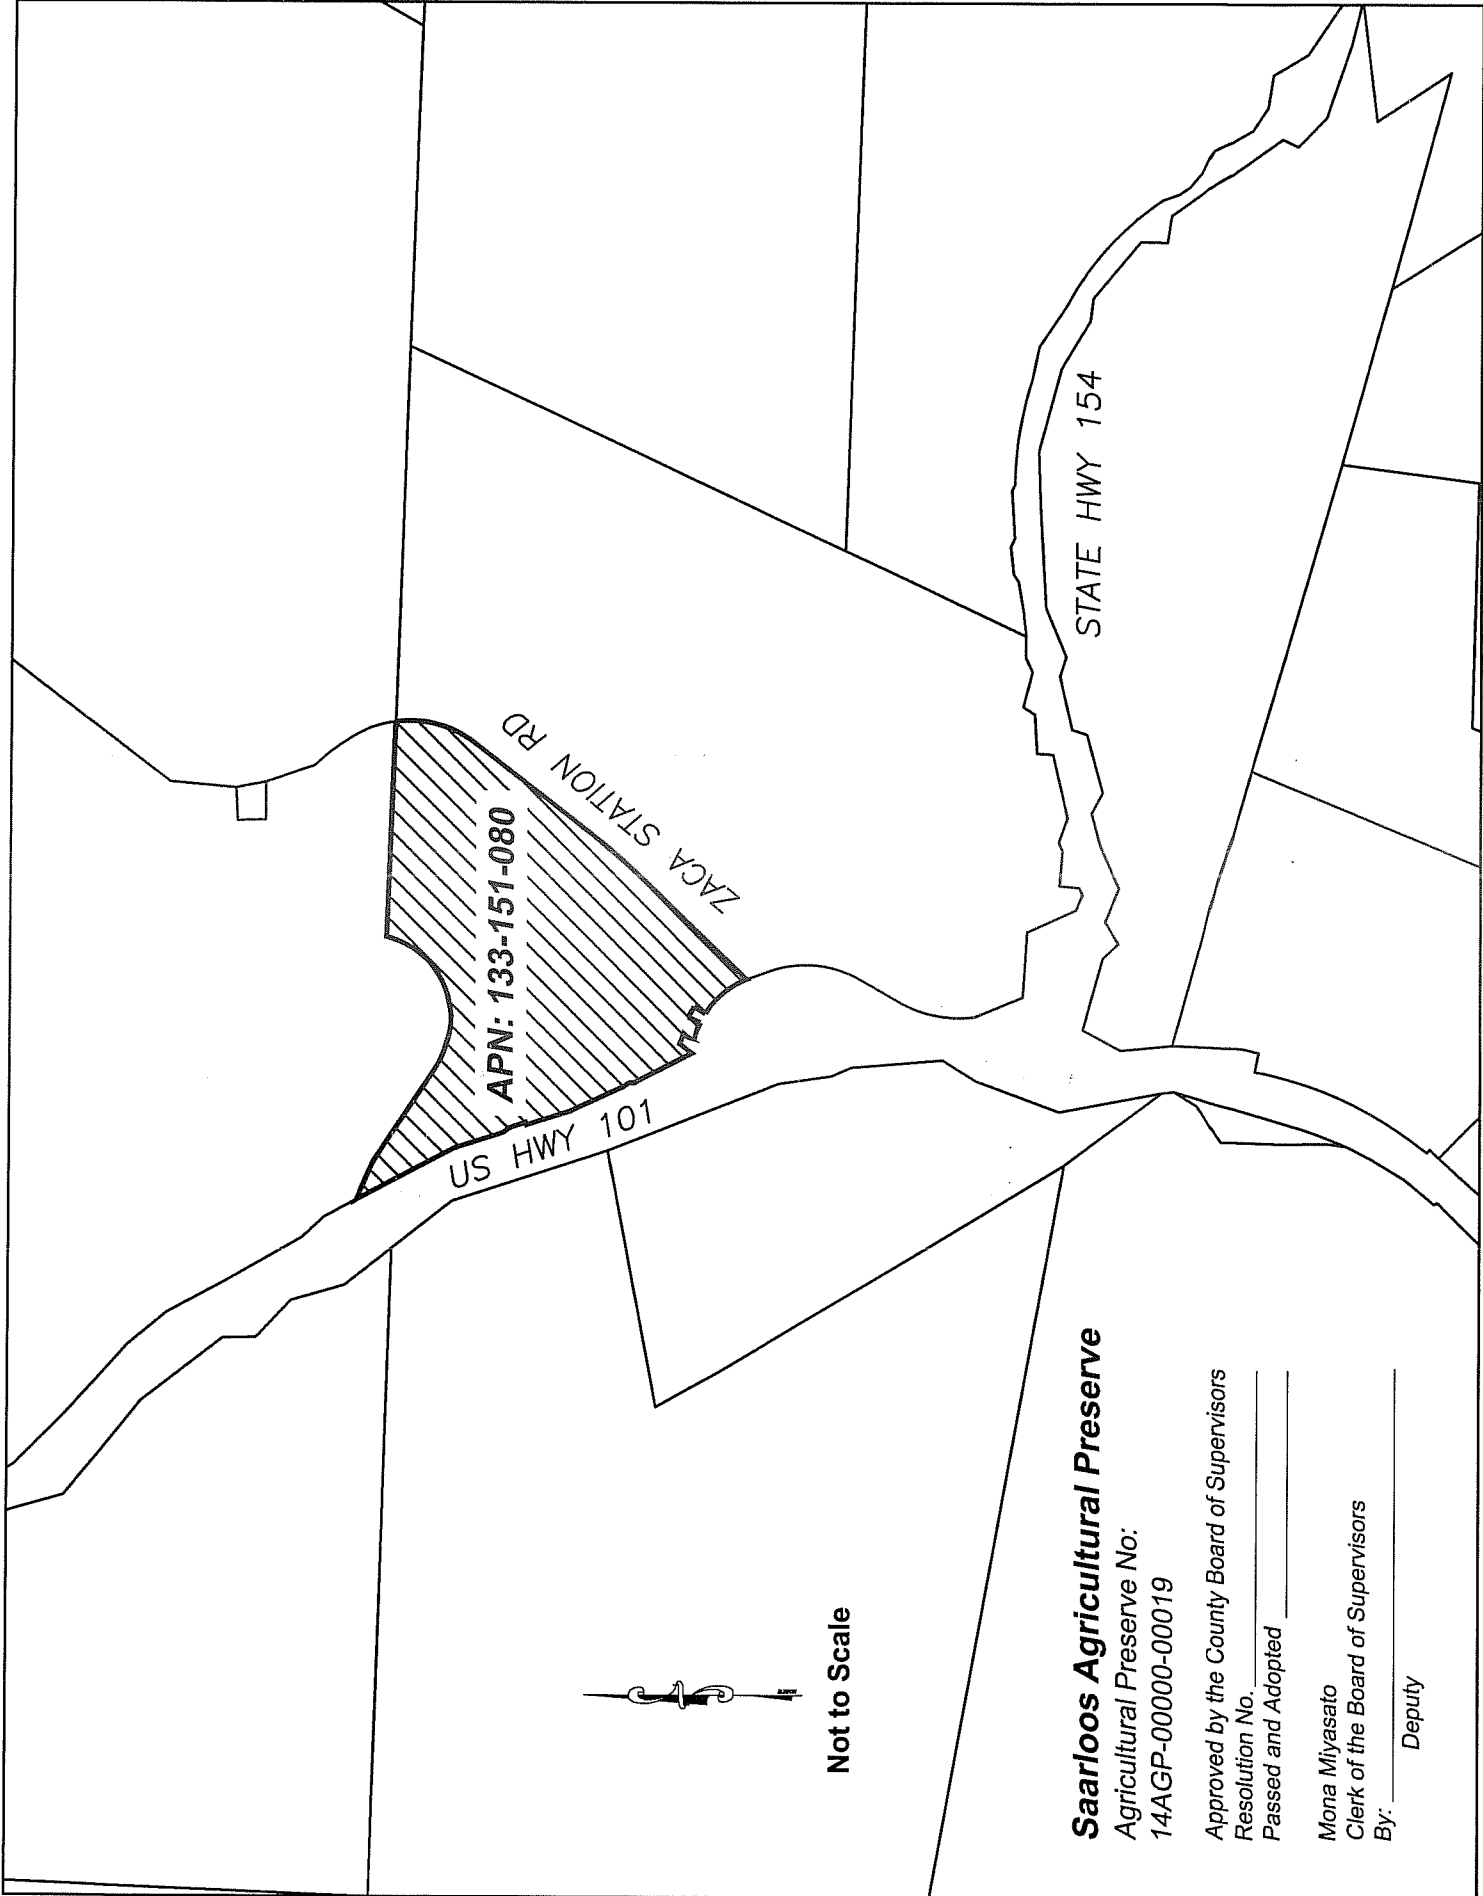 APN: 133-151-080
ZACA STATION RD
US HWY 101
STATE HWY 154
Not to Scale
Saarloos Agricultural Preserve
Agricultural Preserve No:
14AGP-00000-00019
Approved by the County Board of Supervisors
Resolution No.
Passed and Adopted
Mona Miyasato
Clerk of the Board of Supervisors
By:
Deputy